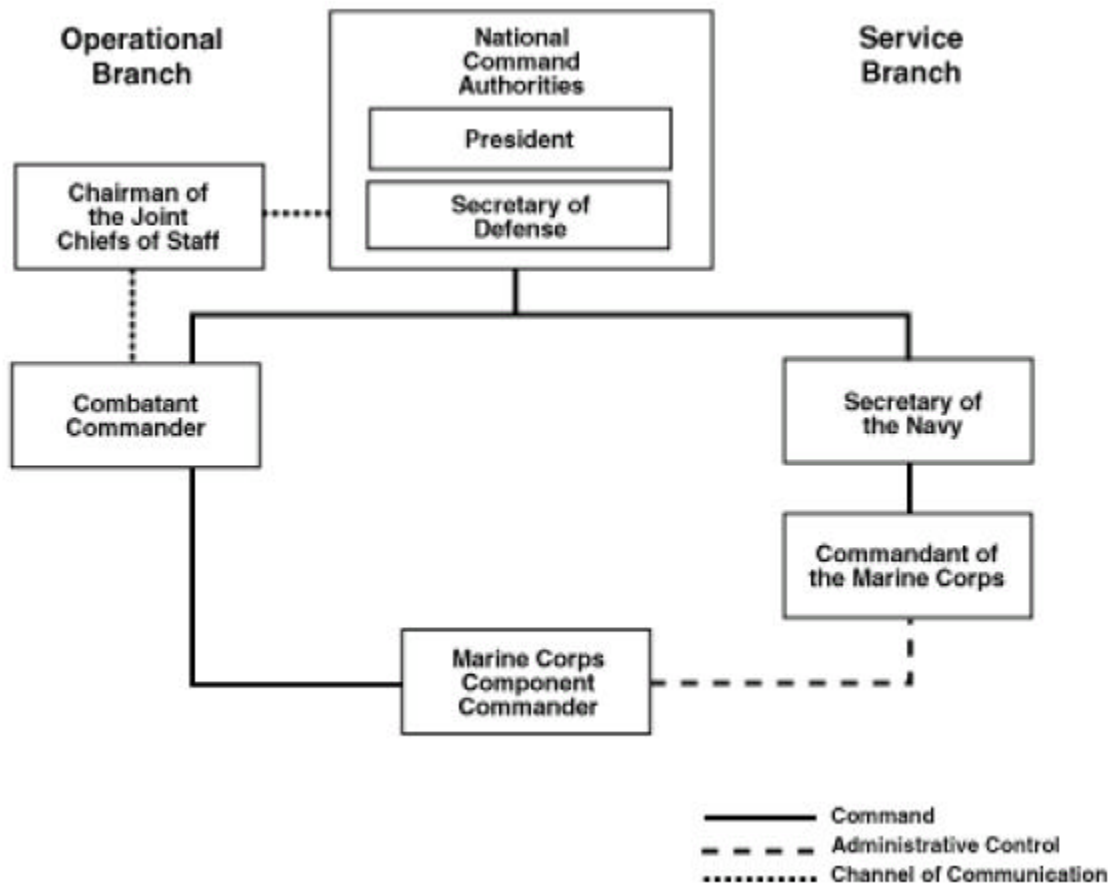 Operational
Branch
National
Command
Authorities
Service
Branch
President
Chairman of
the Joint
Chiefs of Staff
Secretary of
Defense
Combatant
Commander
Secretary of
the Navy
Commandant of
the Marine Corps
Marine Corps
Component
Commander
Command
Administrative Control
Channel of Communication